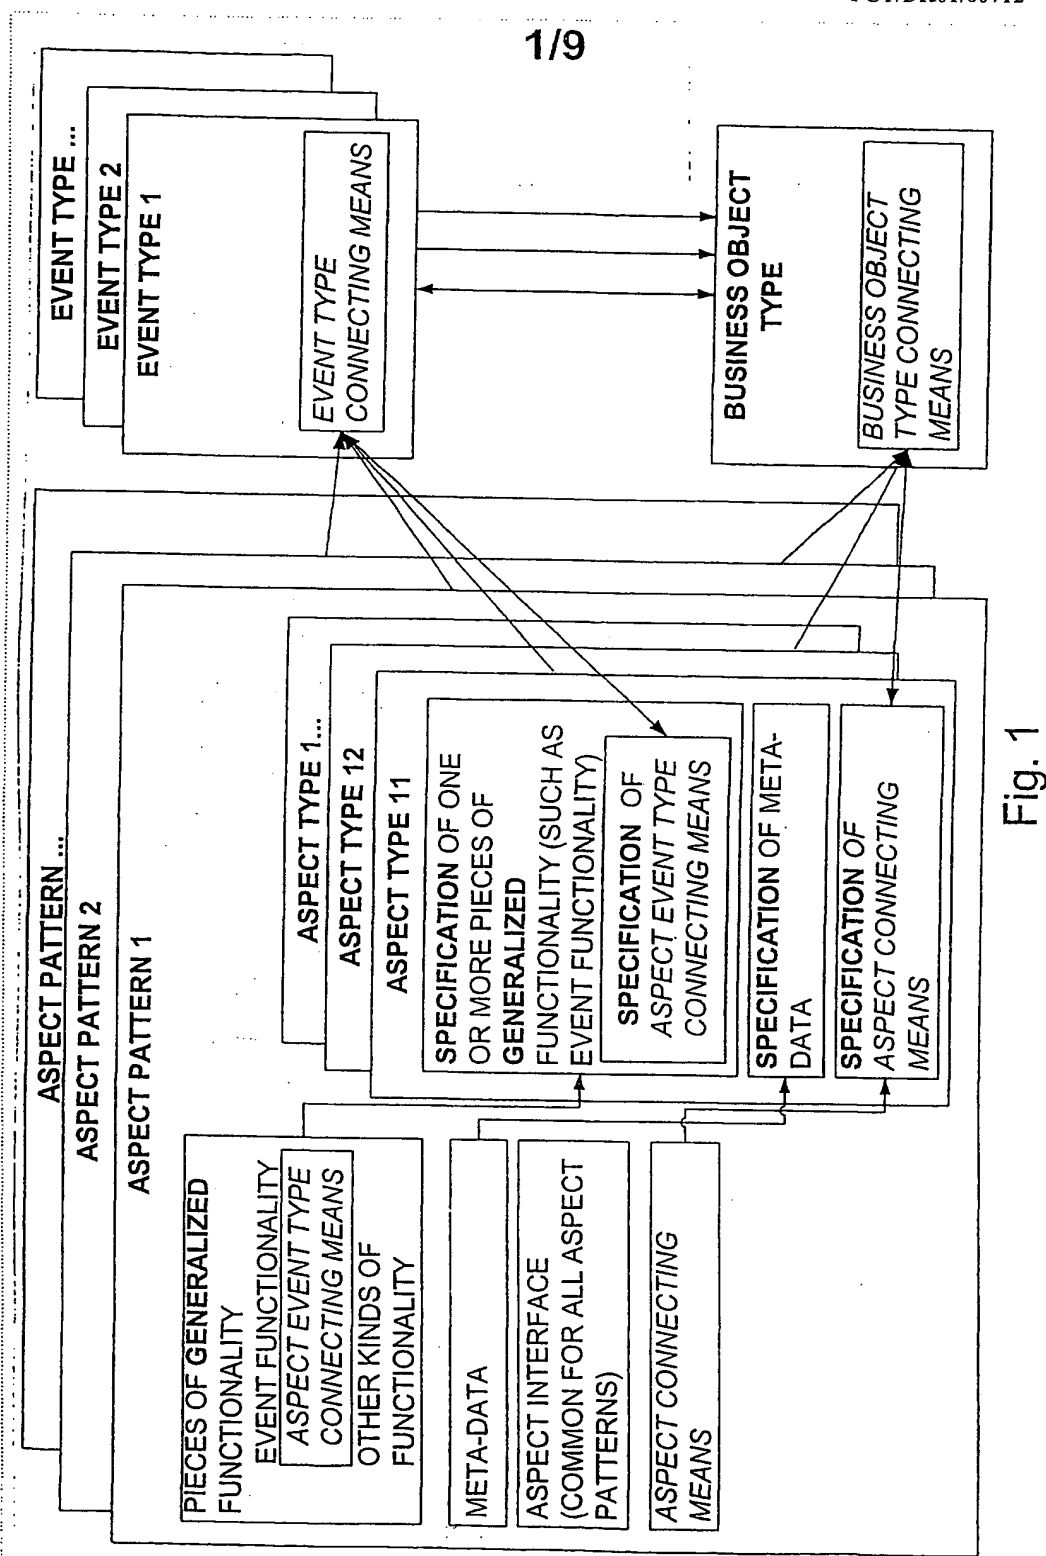 1/9
ASPECT PATTERN ...
ASPECT PATTERN 2
ASPECT PATTERN 1
PIECES OF GENERALIZED
FUNCTIONALITY
EVENT FUNCTIONALITY
ASPECT EVENT TYPE
CONNECTING MEANS
OTHER KINDS OF
FUNCTIONALITY
META-DATA
ASPECT INTERFACE
(COMMON FOR ALL ASPECT
PATTERNS)
ASPECT CONNECTING
MEANS
ASPECT TYPE 1...
ASPECT TYPE 12
ASPECT TYPE 11
SPECIFICATION OF ONE
OR MORE PIECES OF
GENERALIZED
FUNCTIONALITY (SUCH AS
EVENT FUNCTIONALITY)
SPECIFICATION OF
ASPECT EVENT TYPE
CONNECTING MEANS
SPECIFICATION OF META-
DATA
SPECIFICATION OF
ASPECT CONNECTING
MEANS
EVENT TYPE ...
EVENT TYPE 2
EVENT TYPE 1
EVENT TYPE
CONNECTING MEANS
BUSINESS OBJECT
TYPE
BUSINESS OBJECT
TYPE CONNECTING
MEANS
Fig. 1